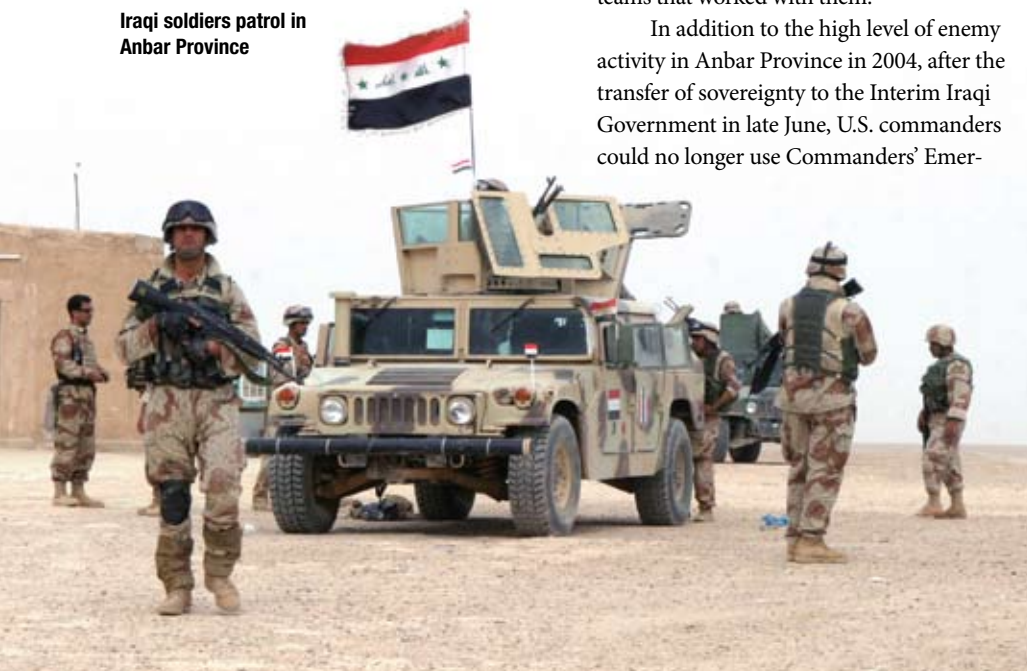 Iraqi soldiers patrol in
Anbar Province
teams that worked with them.
In addition to the high level of enemy
activity in Anbar Province in 2004, after the
transfer of sovereignty to the Interim Iraqi
Government in late June, U.S. commanders
could no longer use Commanders’ Emer-